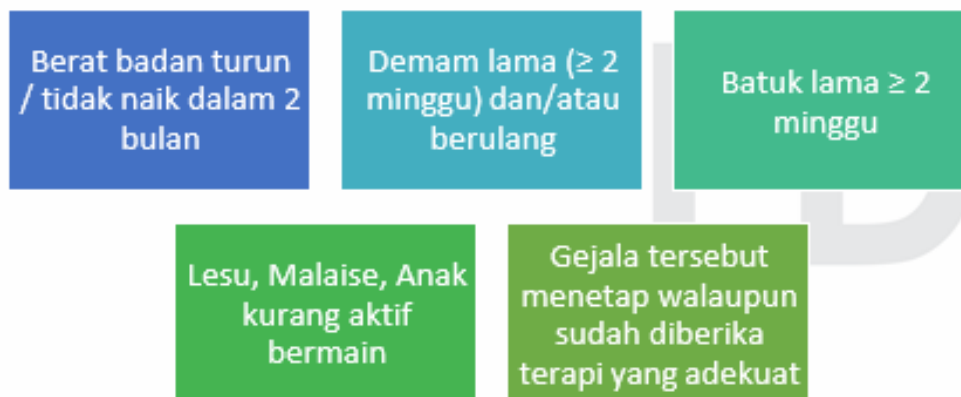 Berat badan turun
/ tidak naik dalam 2
bulan
Demam lama (≥ 2
minggu) dan/atau
berulang
Batuk lama ≥ 2
minggu
Lesu, Malaise, Anak
kurang aktif
bermain
Gejala tersebut
menetap walaupun
sudah diberika
terapi yang adekuat